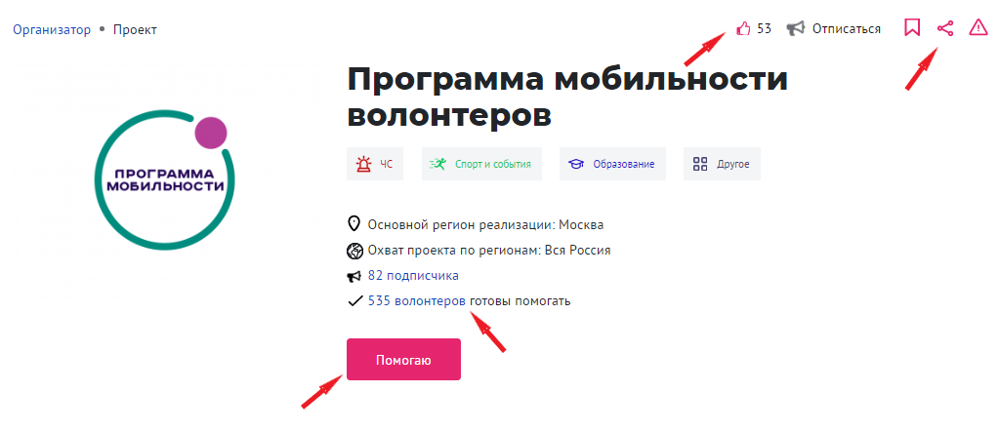 Организатор • Проект
53 Отписаться
ПРОГРАММА
МОБИЛЬНОСТИ
Программа мобильности
волонтеров
ЧС Спорт и события Образование Другое
Основной регион реализации: Москва
Охват проекта по регионам: Вся Россия
82 подписчика
535 волонтеров готовы помогать
Помогаю